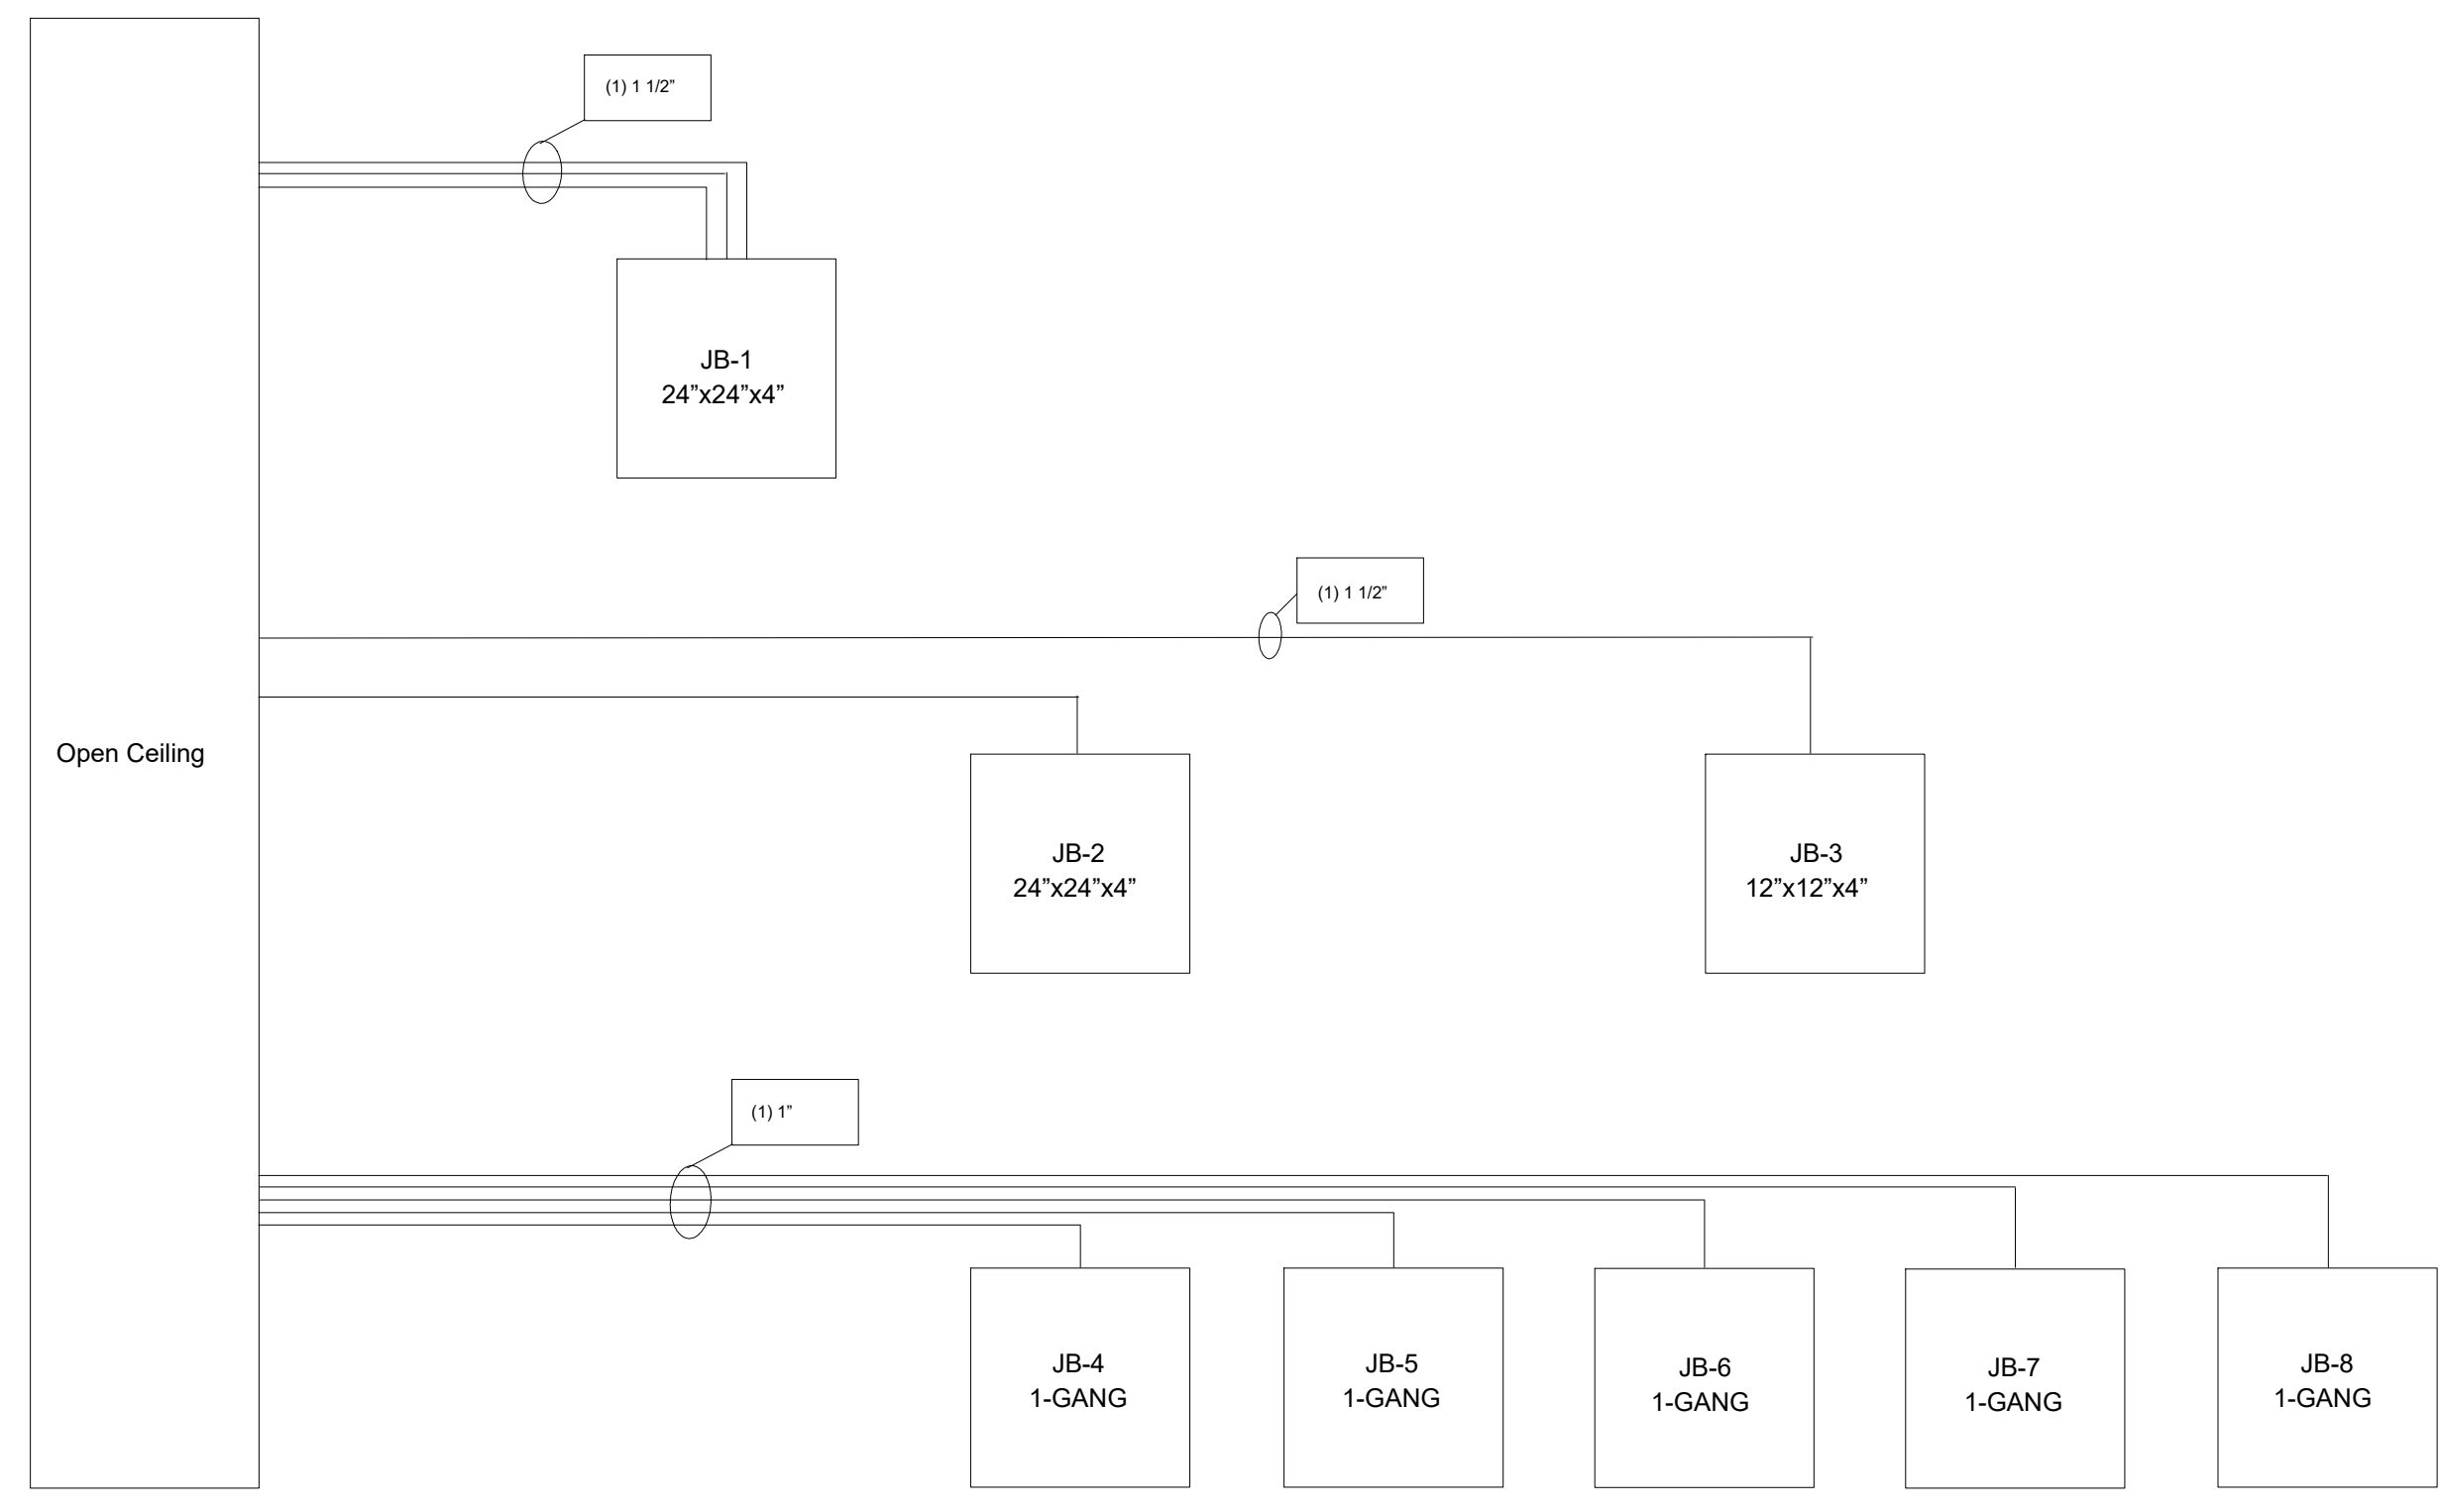 (1) 1 1/2”
JB-1
24”x24”x4”
(1) 1 1/2”
Open Ceiling
JB-2
24”x24”x4”
JB-3
12”x12”x4”
(1) 1”
JB-4
1-GANG
JB-5
1-GANG
JB-6
1-GANG
JB-7
1-GANG
JB-8
1-GANG